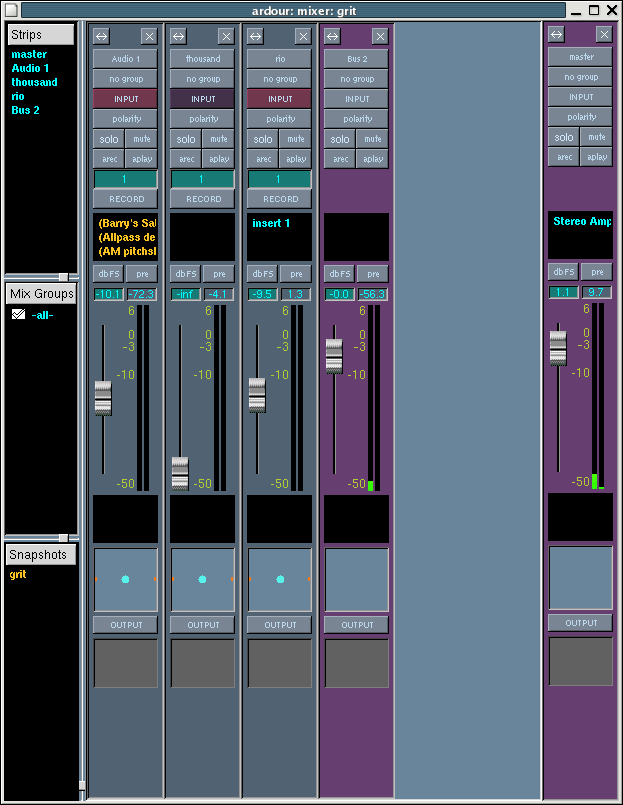 ardour: mixer: grit
Strips
master
Audio 1
thousand
rio
Bus 2
Mix Groups
-all-
Snapshots
grit
Audio 1
no group
INPUT
polarity
solo mute
arec aplay
1
RECORD
(Barry's Sal
(Allpass de
(AM pitchsl
dbFS pre
-10.1 -72.3
6
0
-3
-10
-50
OUTPUT
thousand
no group
INPUT
polarity
solo mute
arec aplay
1
RECORD
dbFS pre
-inf -4.1
6
0
-3
-10
-50
OUTPUT
rio
no group
INPUT
polarity
solo mute
arec aplay
1
RECORD
insert 1
dbFS pre
-9.5 1.3
6
0
-3
-10
-50
OUTPUT
Bus 2
no group
INPUT
polarity
solo mute
arec aplay
dbFS pre
-0.0 -56.3
6
0
-3
-10
-50
OUTPUT
master
no group
INPUT
polarity
solo mute
arec aplay
Stereo Amp
dbFS pre
1.1 9.7
6
0
-3
-10
-50
OUTPUT